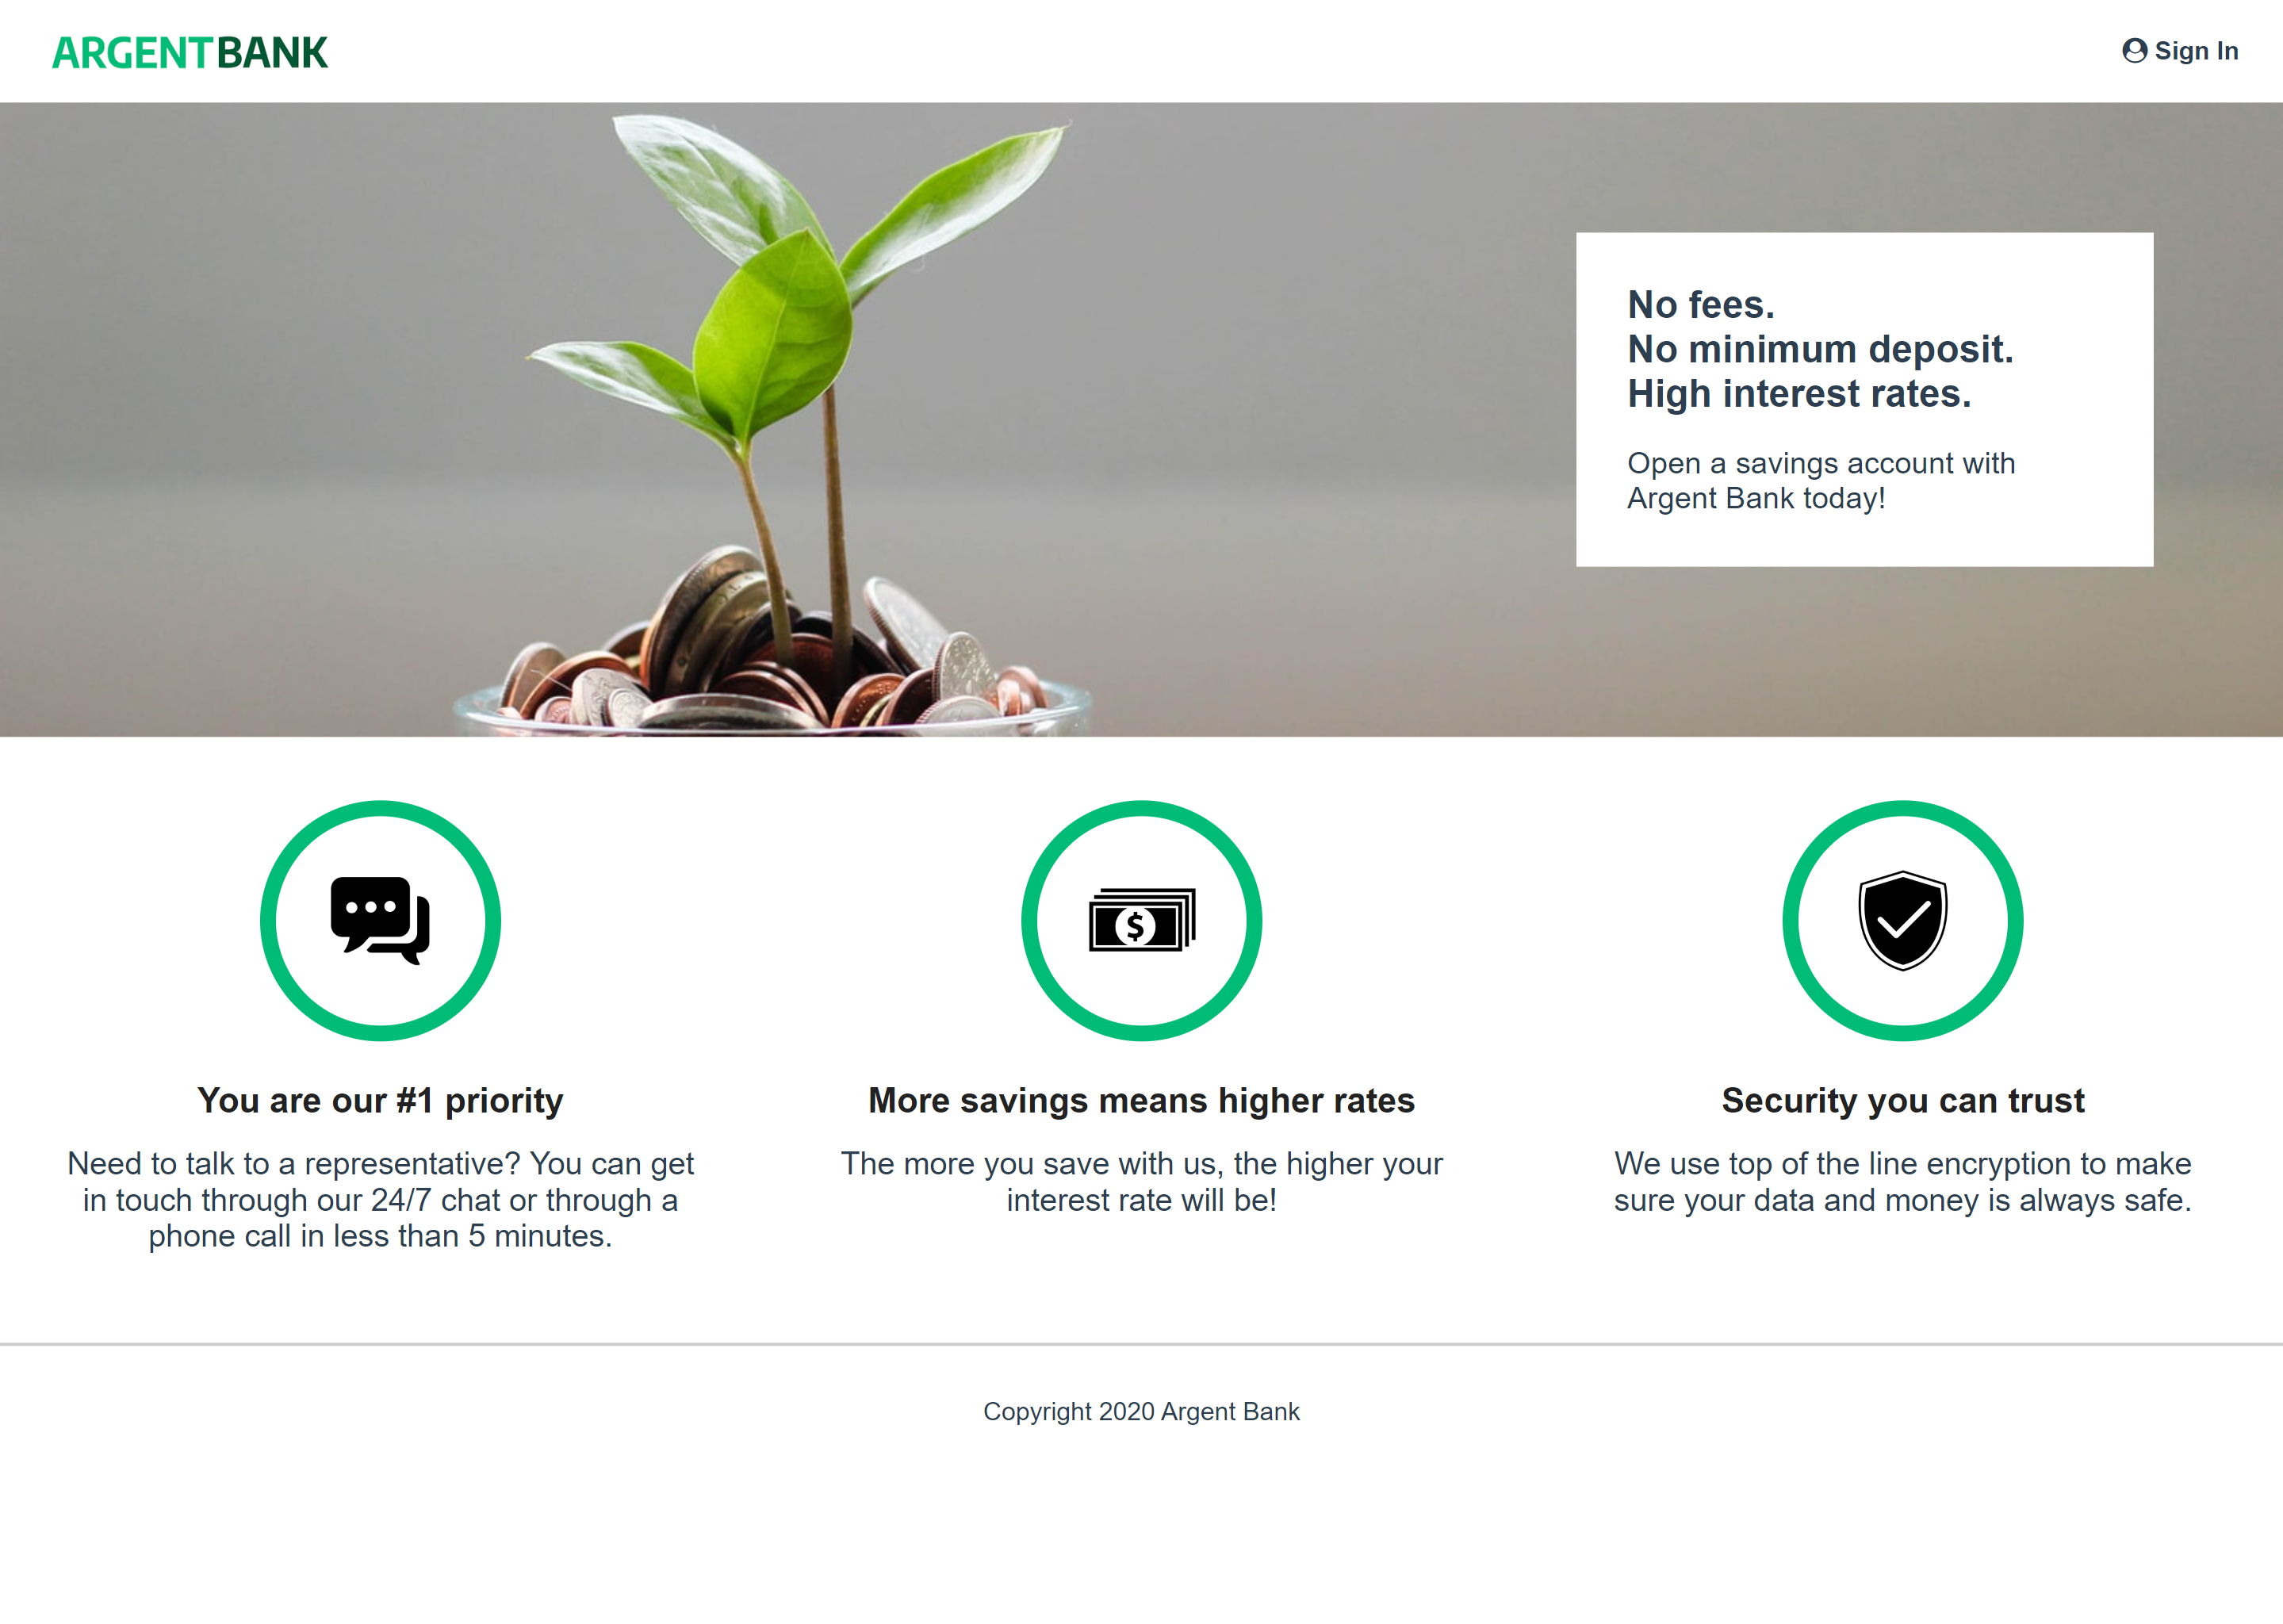 ARGENTBANK
Sign In
No fees.
No minimum deposit.
High interest rates.
Open a savings account with
Argent Bank today!
$
You are our #1 priority
Need to talk to a representative? You can get
in touch through our 24/7 chat or through a
phone call in less than 5 minutes.
More savings means higher rates
The more you save with us, the higher your
interest rate will be!
Security you can trust
We use top of the line encryption to make
sure your data and money is always safe.
Copyright 2020 Argent Bank